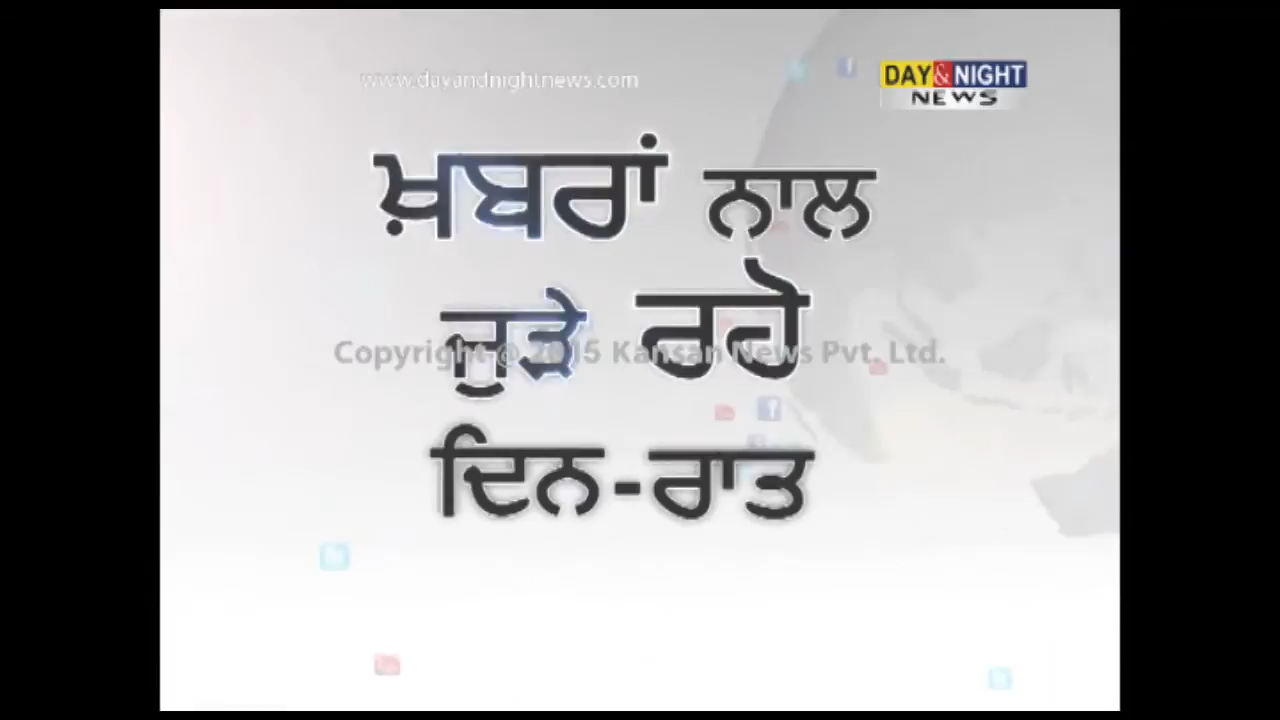 www.dayandnightnews.com
DAY&NIGHT
NEWS
ਖ਼ਬਰਾਂ ਨਾਲ
ਜੁੜੇ ਰਹੋ
Copyright @ 2015 Kansan News Pvt. Ltd.
ਦਿਨ-ਰਾਤ